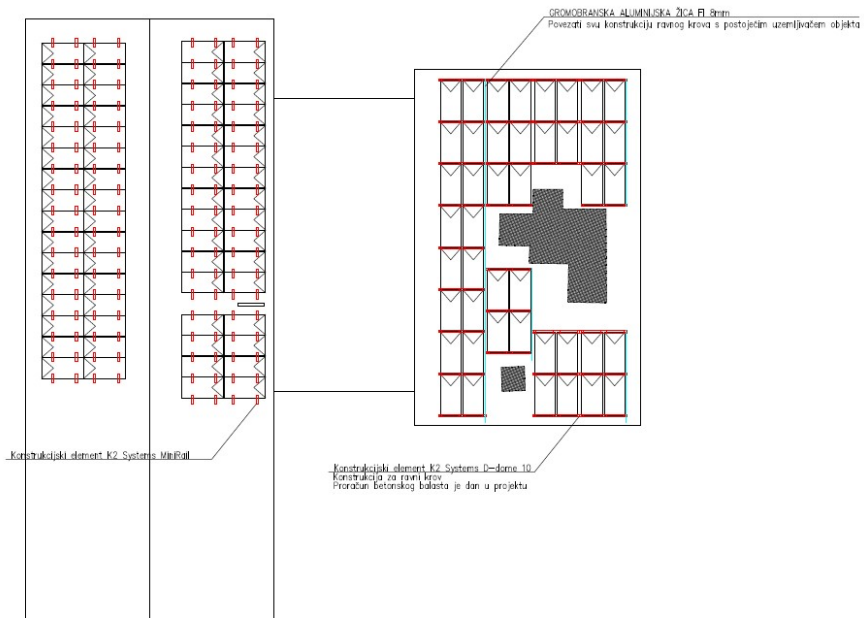 GROMOBRANSKA ALUMINIJSKA ŽICA FI 8mm
Povezati svu konstrukciju ravnog krova s postojećim uzemljivačem objekta
Konstrukcijski element K2 Systems MiniRail
Konstrukcijski element K2 Systems D-dome 10
Konstrukcija za ravni krov
Proračun betonskog balasta je dan u projektu